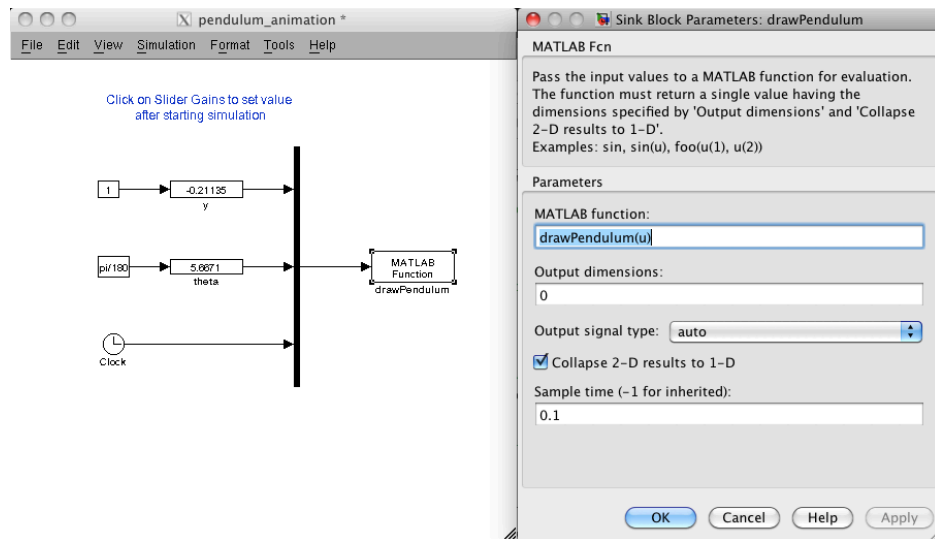 pendulum_animation *
File Edit View Simulation Format Tools Help
Click on Slider Gains to set value
after starting simulation
1
-0.21135
y
pi/180
5.6671
theta
MATLAB
Function
drawPendulum
Clock
Sink Block Parameters: drawPendulum
MATLAB Fcn
Pass the input values to a MATLAB function for evaluation.
The function must return a single value having the
dimensions specified by 'Output dimensions' and 'Collapse
2-D results to 1-D'.
Examples: sin, sin(u), foo(u(1), u(2))
Parameters
MATLAB function:
drawPendulum(u)
Output dimensions:
0
Output signal type: auto
Collapse 2-D results to 1-D
Sample time (-1 for inherited):
0.1
OK Cancel Help Apply